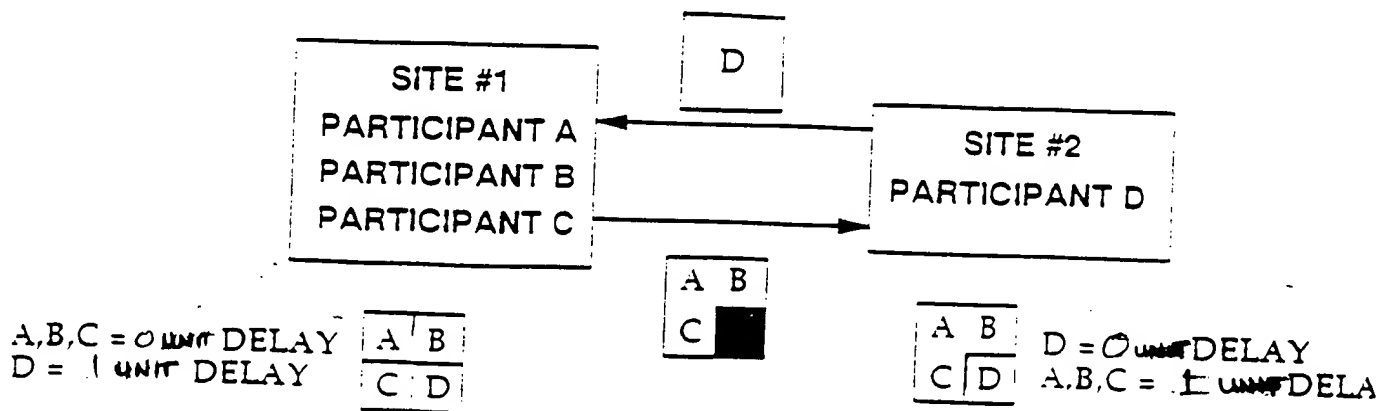 SITE #1
PARTICIPANT A
PARTICIPANT B
PARTICIPANT C
D
SITE #2
PARTICIPANT D
A B
C
A,B,C = 0 UNIT DELAY
D = 1 UNIT DELAY
A B
C D
A B
C D
D = 0 UNIT DELAY
A,B,C = 1 UNIT DELA